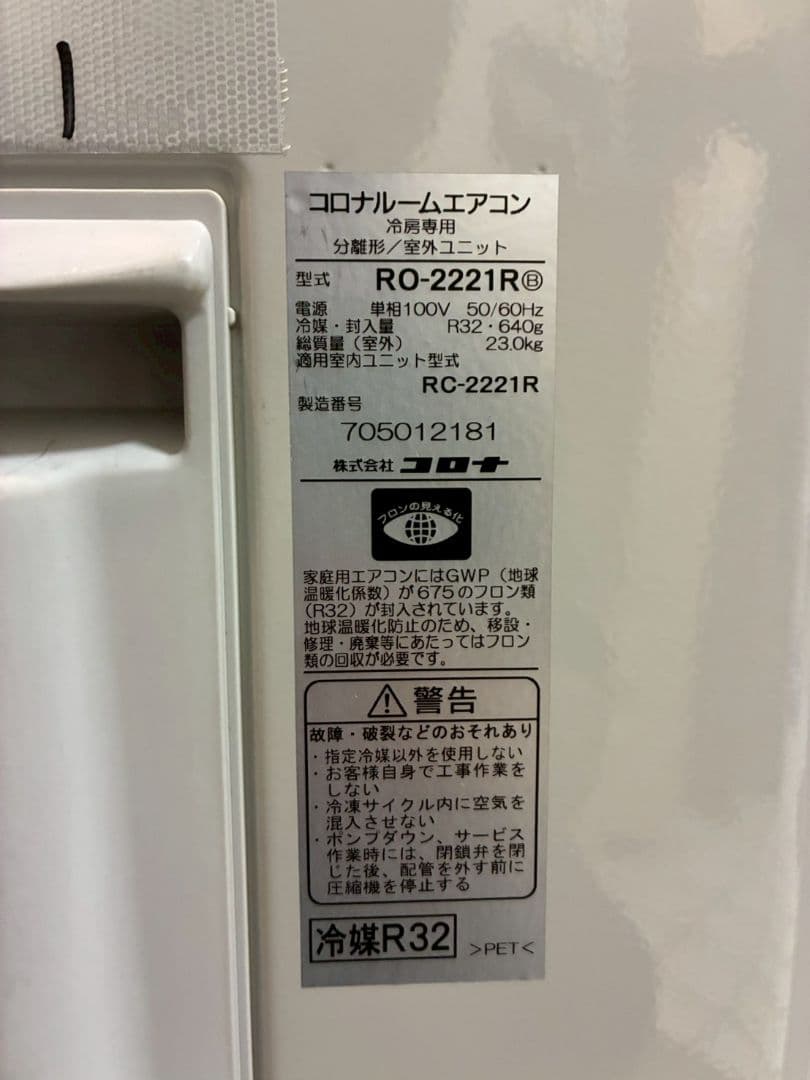 コロナルームエアコン
冷房専用
分離形／室外ユニット
型式 RO-2221RⒷ
電源 単相100V 50/60Hz
冷媒・封入量 R32・640g
総質量（室外） 23.0kg
適用室内ユニット型式
RC-2221R
製造番号
705012181
株式会社 コロナ
フロンの見える化
家庭用エアコンにはGWP（地球
温暖化係数）が675のフロン類
（R32）が封入されています。
地球温暖化防止のため、移設・
修理・廃棄等にあたってはフロン
類の回収が必要です。
警告
故障・破裂などのおそれあり
・指定冷媒以外を使用しない
・お客様自身で工事作業を
しない
・冷凍サイクル内に空気を
混入させない
・ポンプダウン、サービス
作業時には、閉鎖弁を閉
じた後、配管を外す前に
圧縮機を停止する
冷媒R32 >PET<